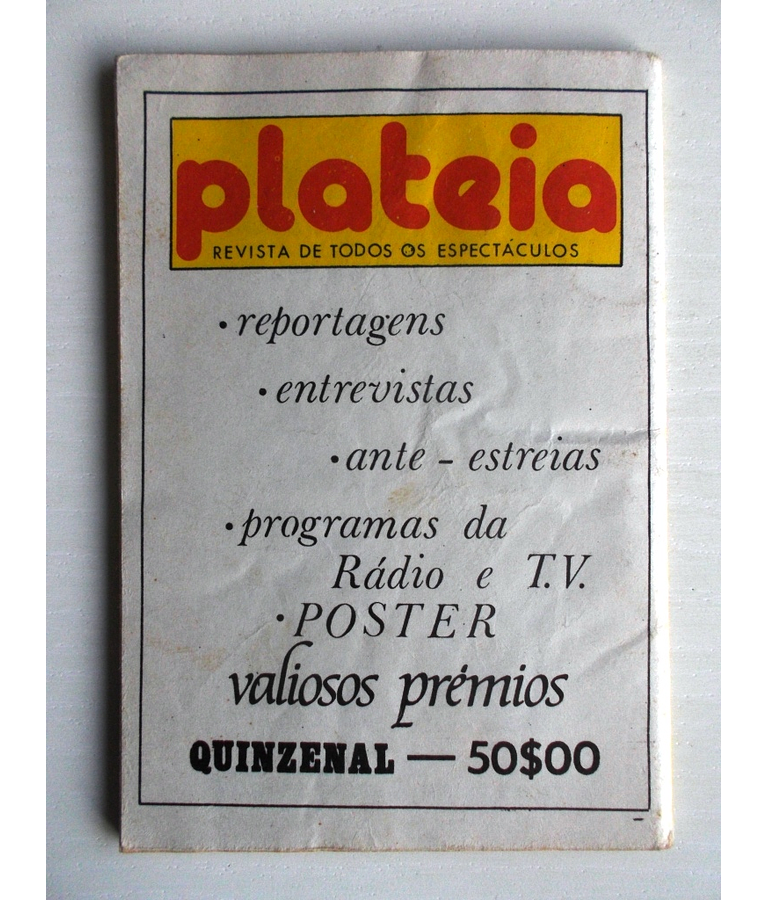 plateia
REVISTA DE TODOS OS ESPECTÁCULOS
• reportagens
• entrevistas
• ante - estreias
• programas da
Rádio e T.V.
• POSTER
valiosos prémios
QUINZENAL — 50$00